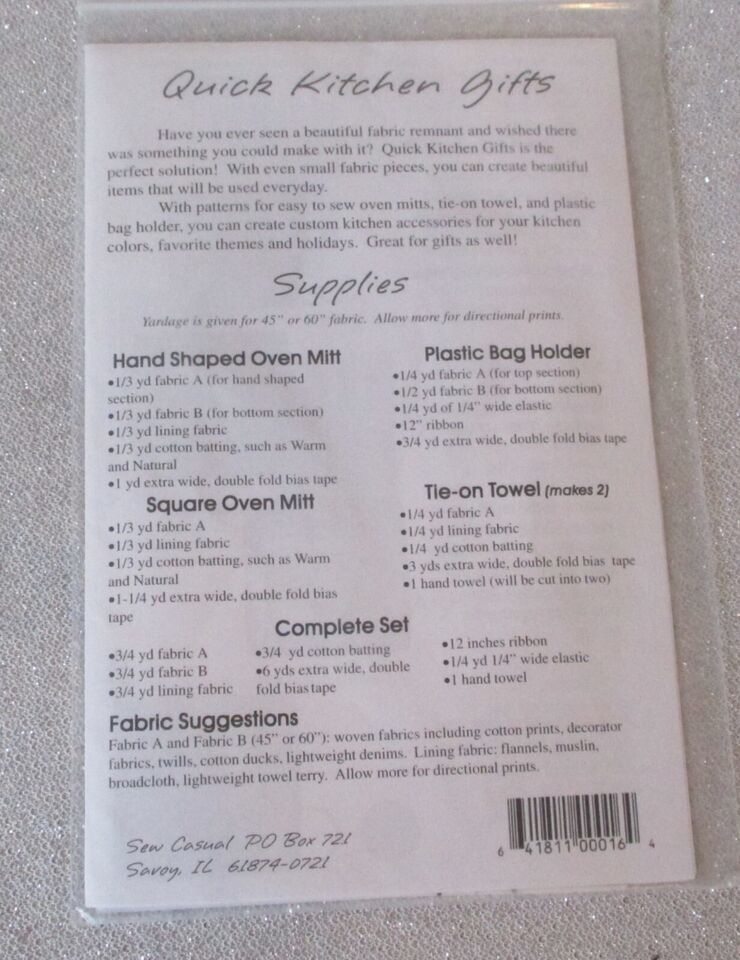 Quick Kitchen Gifts
Have you ever seen a beautiful fabric remnant and wished there
was something you could make with it? Quick Kitchen Gifts is the
perfect solution! With even small fabric pieces, you can create beautiful
items that will be used everyday.
With patterns for easy to sew oven mitts, tie-on towel, and plastic
bag holder, you can create custom kitchen accessories for your kitchen
colors, favorite themes and holidays. Great for gifts as well!
Supplies
Yardage is given for 45" or 60" fabric. Allow more for directional prints.
Hand Shaped Oven Mitt
•1/3 yd fabric A (for hand shaped
section)
•1/3 yd fabric B (for bottom section)
•1/3 yd lining fabric
•1/3 yd cotton batting, such as Warm
and Natural
•1 yd extra wide, double fold bias tape
Square Oven Mitt
•1/3 yd fabric A
•1/3 yd lining fabric
•1/3 yd cotton batting, such as Warm
and Natural
•1-1/4 yd extra wide, double fold bias
tape
Plastic Bag Holder
•1/4 yd fabric A (for top section)
•1/2 yd fabric B (for bottom section)
•1/4 yd of 1/4" wide elastic
•12" ribbon
•3/4 yd extra wide, double fold bias tape
Tie-on Towel (makes 2)
•1/4 yd fabric A
•1/4 yd lining fabric
•1/4 yd cotton batting
•3 yds extra wide, double fold bias tape
•1 hand towel (will be cut into two)
Complete Set
•3/4 yd fabric A
•3/4 yd fabric B
•3/4 yd lining fabric
•3/4 yd cotton batting
•6 yds extra wide, double
fold bias tape
•12 inches ribbon
•1/4 yd 1/4" wide elastic
•1 hand towel
Fabric Suggestions
Fabric A and Fabric B (45" or 60"): woven fabrics including cotton prints, decorator
fabrics, twills, cotton ducks, lightweight denims. Lining fabric: flannels, muslin,
broadcloth, lightweight towel terry. Allow more for directional prints.
Sew Casual PO Box 721
Savoy, IL 61874-0721
6 41811 00016 4